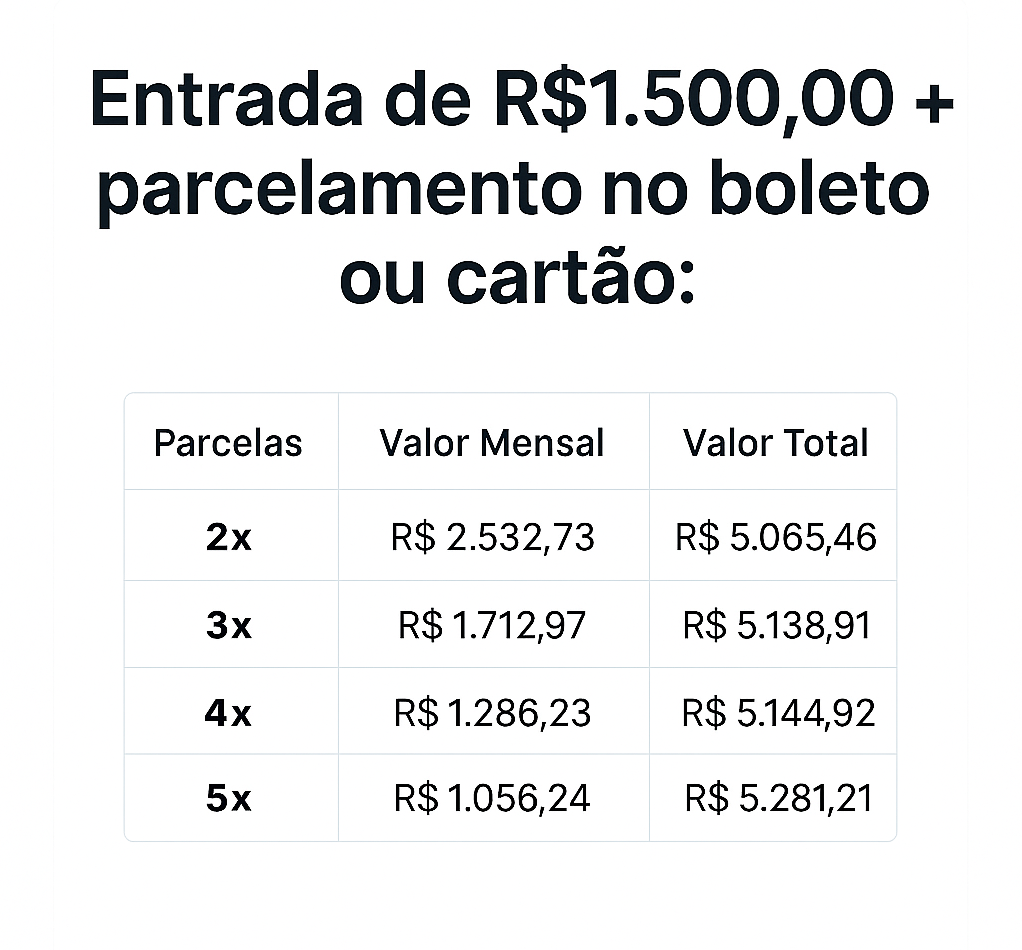 Entrada de R$1.500,00 +
parcelamento no boleto
ou cartão:
Parcelas Valor Mensal Valor Total
2x R$ 2.532,73 R$ 5.065,46
3x R$ 1.712,97 R$ 5.138,91
4x R$ 1.286,23 R$ 5.144,92
5x R$ 1.056,24 R$ 5.281,21